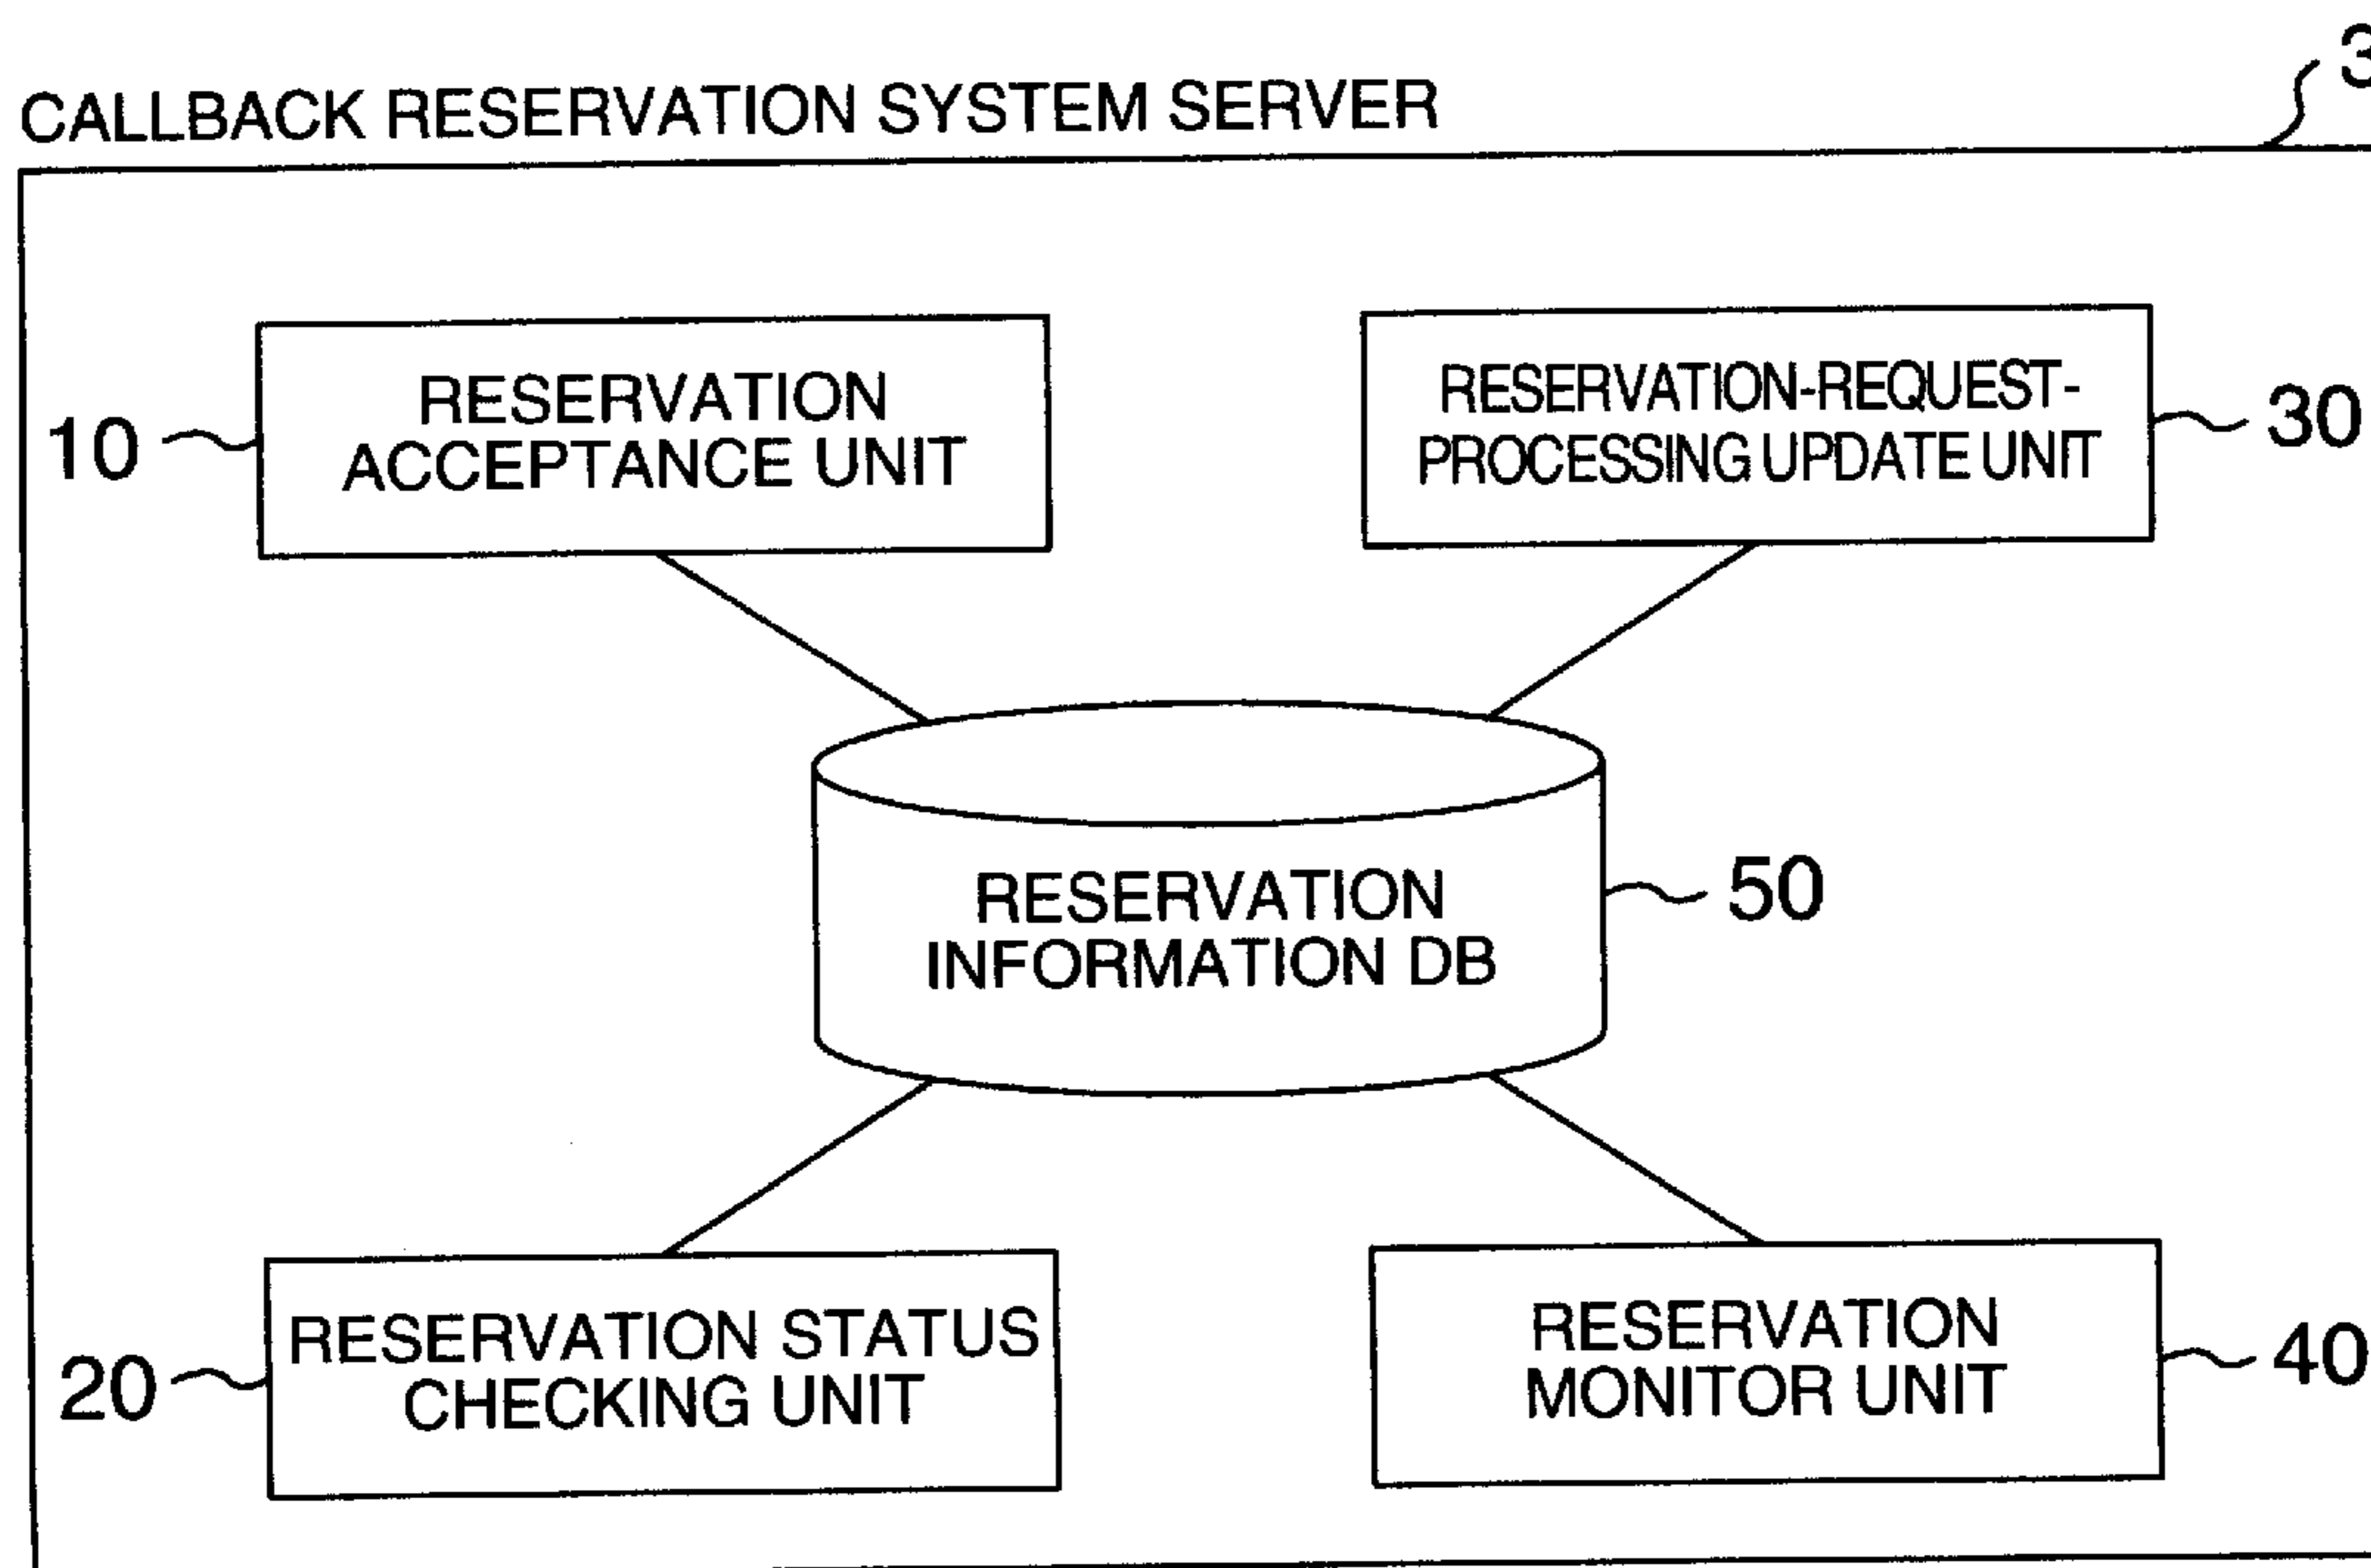 3
CALLBACK RESERVATION SYSTEM SERVER
RESERVATION
ACCEPTANCE UNIT
10
RESERVATION-REQUEST-
PROCESSING UPDATE UNIT
30
RESERVATION
INFORMATION DB
50
RESERVATION STATUS
CHECKING UNIT
20
RESERVATION
MONITOR UNIT
40